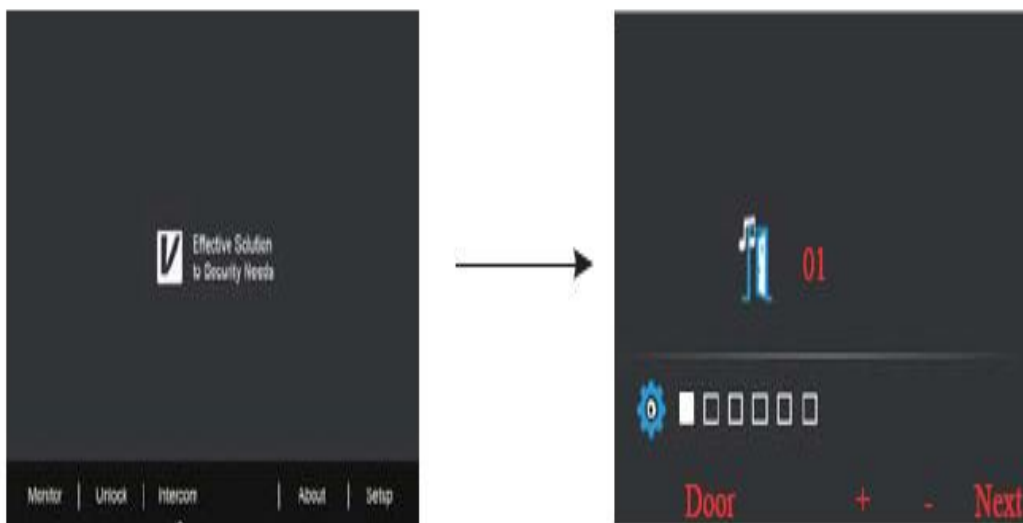 V
Effective Solution
to Security Needs
Monitor | Unlock | Intercom | About | Setup
01
Door + - Next